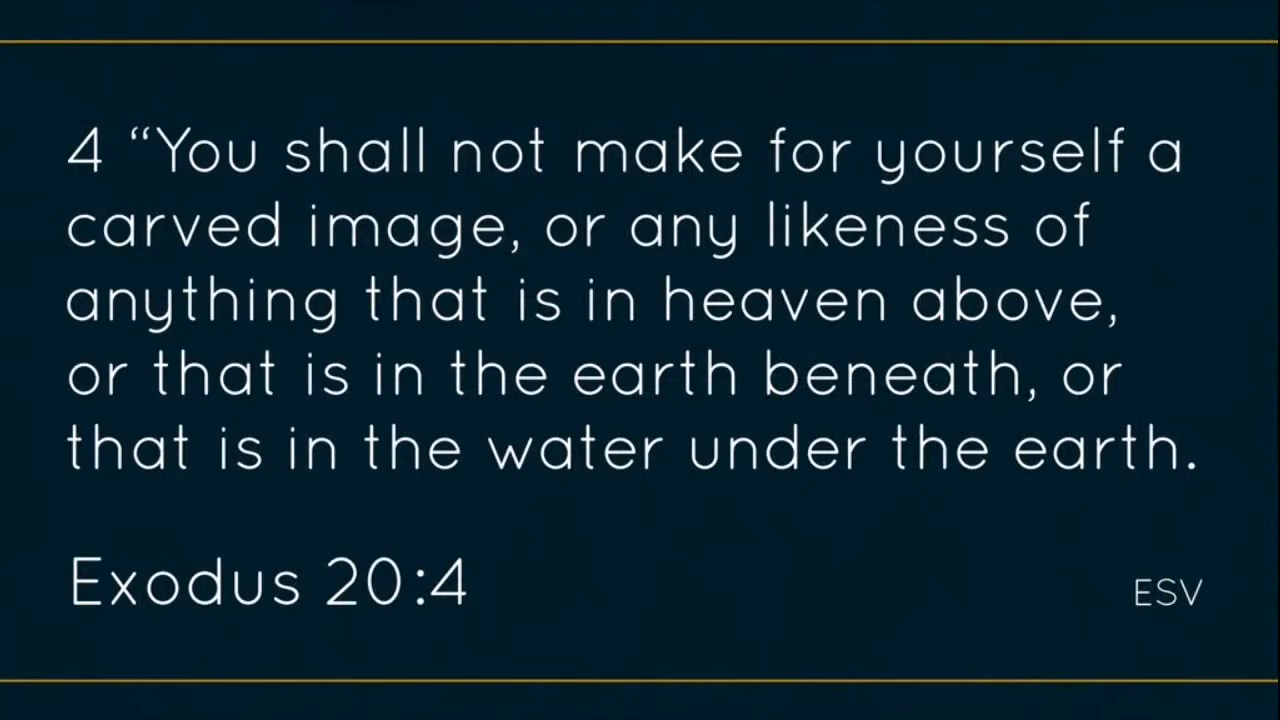 4 “You shall not make for yourself a
carved image, or any likeness of
anything that is in heaven above,
or that is in the earth beneath, or
that is in the water under the earth.
Exodus 20:4
ESV